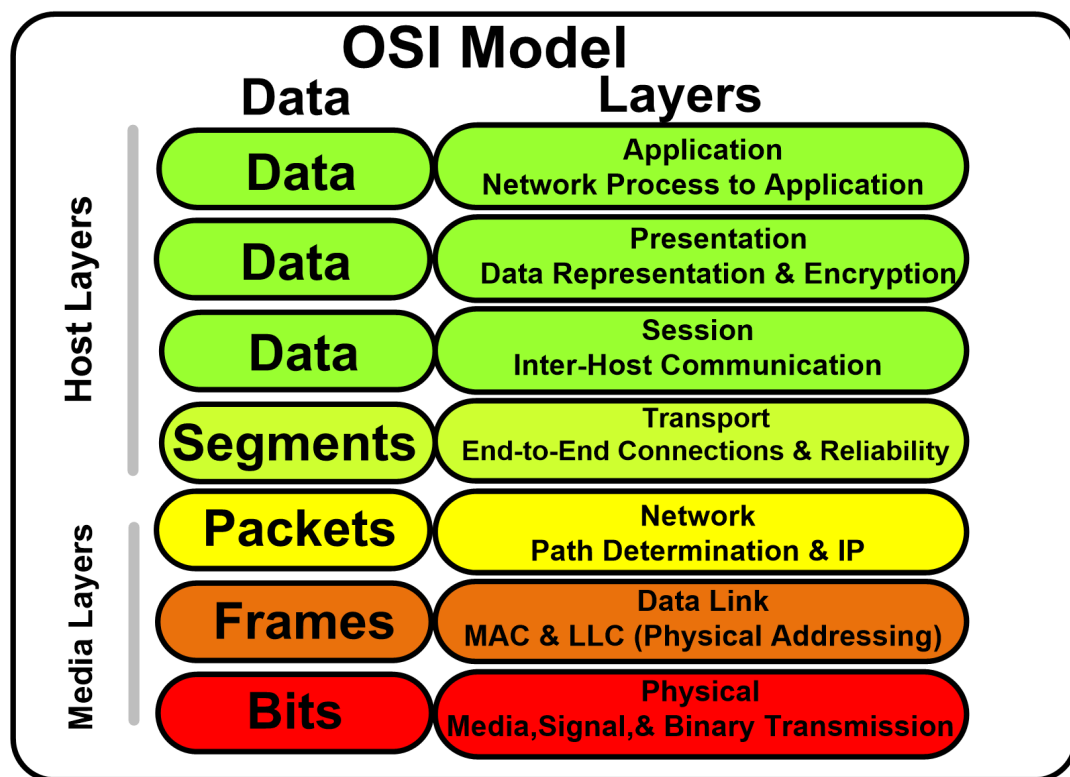 OSI Model
Data
Layers
Host Layers
Data
Application
Network Process to Application
Data
Presentation
Data Representation & Encryption
Data
Session
Inter-Host Communication
Segments
Transport
End-to-End Connections & Reliability
Media Layers
Packets
Network
Path Determination & IP
Frames
Data Link
MAC & LLC (Physical Addressing)
Bits
Physical
Media,Signal,& Binary Transmission